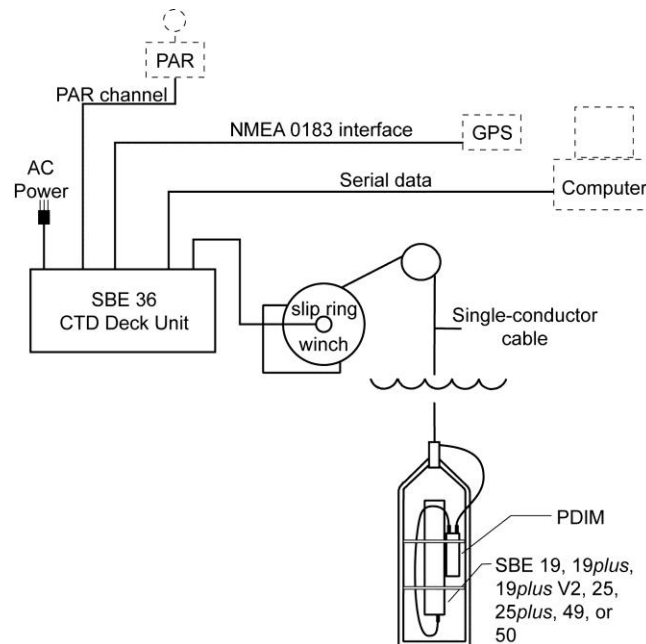 PAR
PAR channel
NMEA 0183 interface
GPS
AC
Power
Serial data
Computer
SBE 36
CTD Deck Unit
slip ring
winch
Single-conductor
cable
PDIM
SBE 19, 19plus,
19plus V2, 25,
25plus, 49, or
50